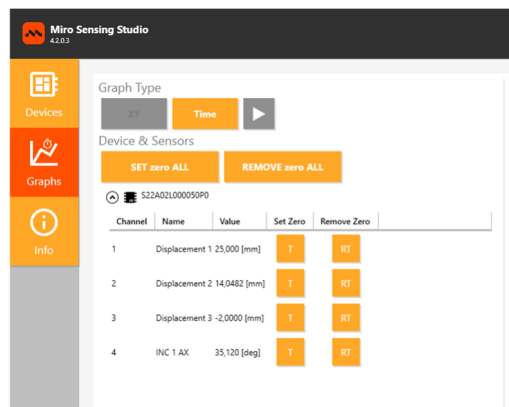 Miro Sensing Studio
4.2.0.3
Devices
Graphs
Info
Graph Type
XY
Time
Device & Sensors
SET zero ALL
REMOVE zero ALL
S22A02L000050P0
Channel Name Value Set Zero Remove Zero
1 Displacement 1 25,000 [mm] T RT
2 Displacement 2 14,0482 [mm] T RT
3 Displacement 3 -2,0000 [mm] T RT
4 INC 1 AX 35,120 [deg] T RT